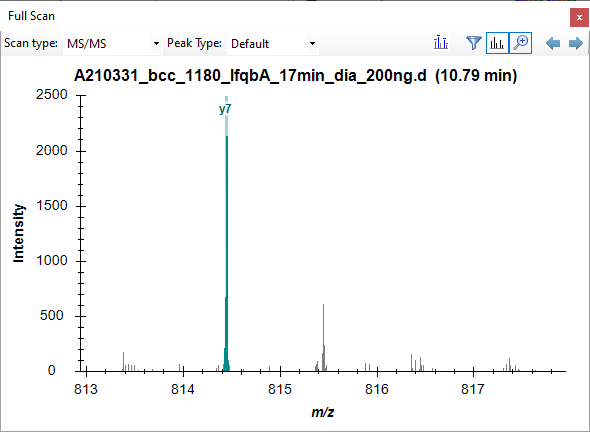 Full Scan
x
Scan type: MS/MS Peak Type: Default
A210331_bcc_1180_lfqbA_17min_dia_200ng.d (10.79 min)
2500
y7
2000
1500
Intensity
1000
500
0
813 814 815 816 817
m/z